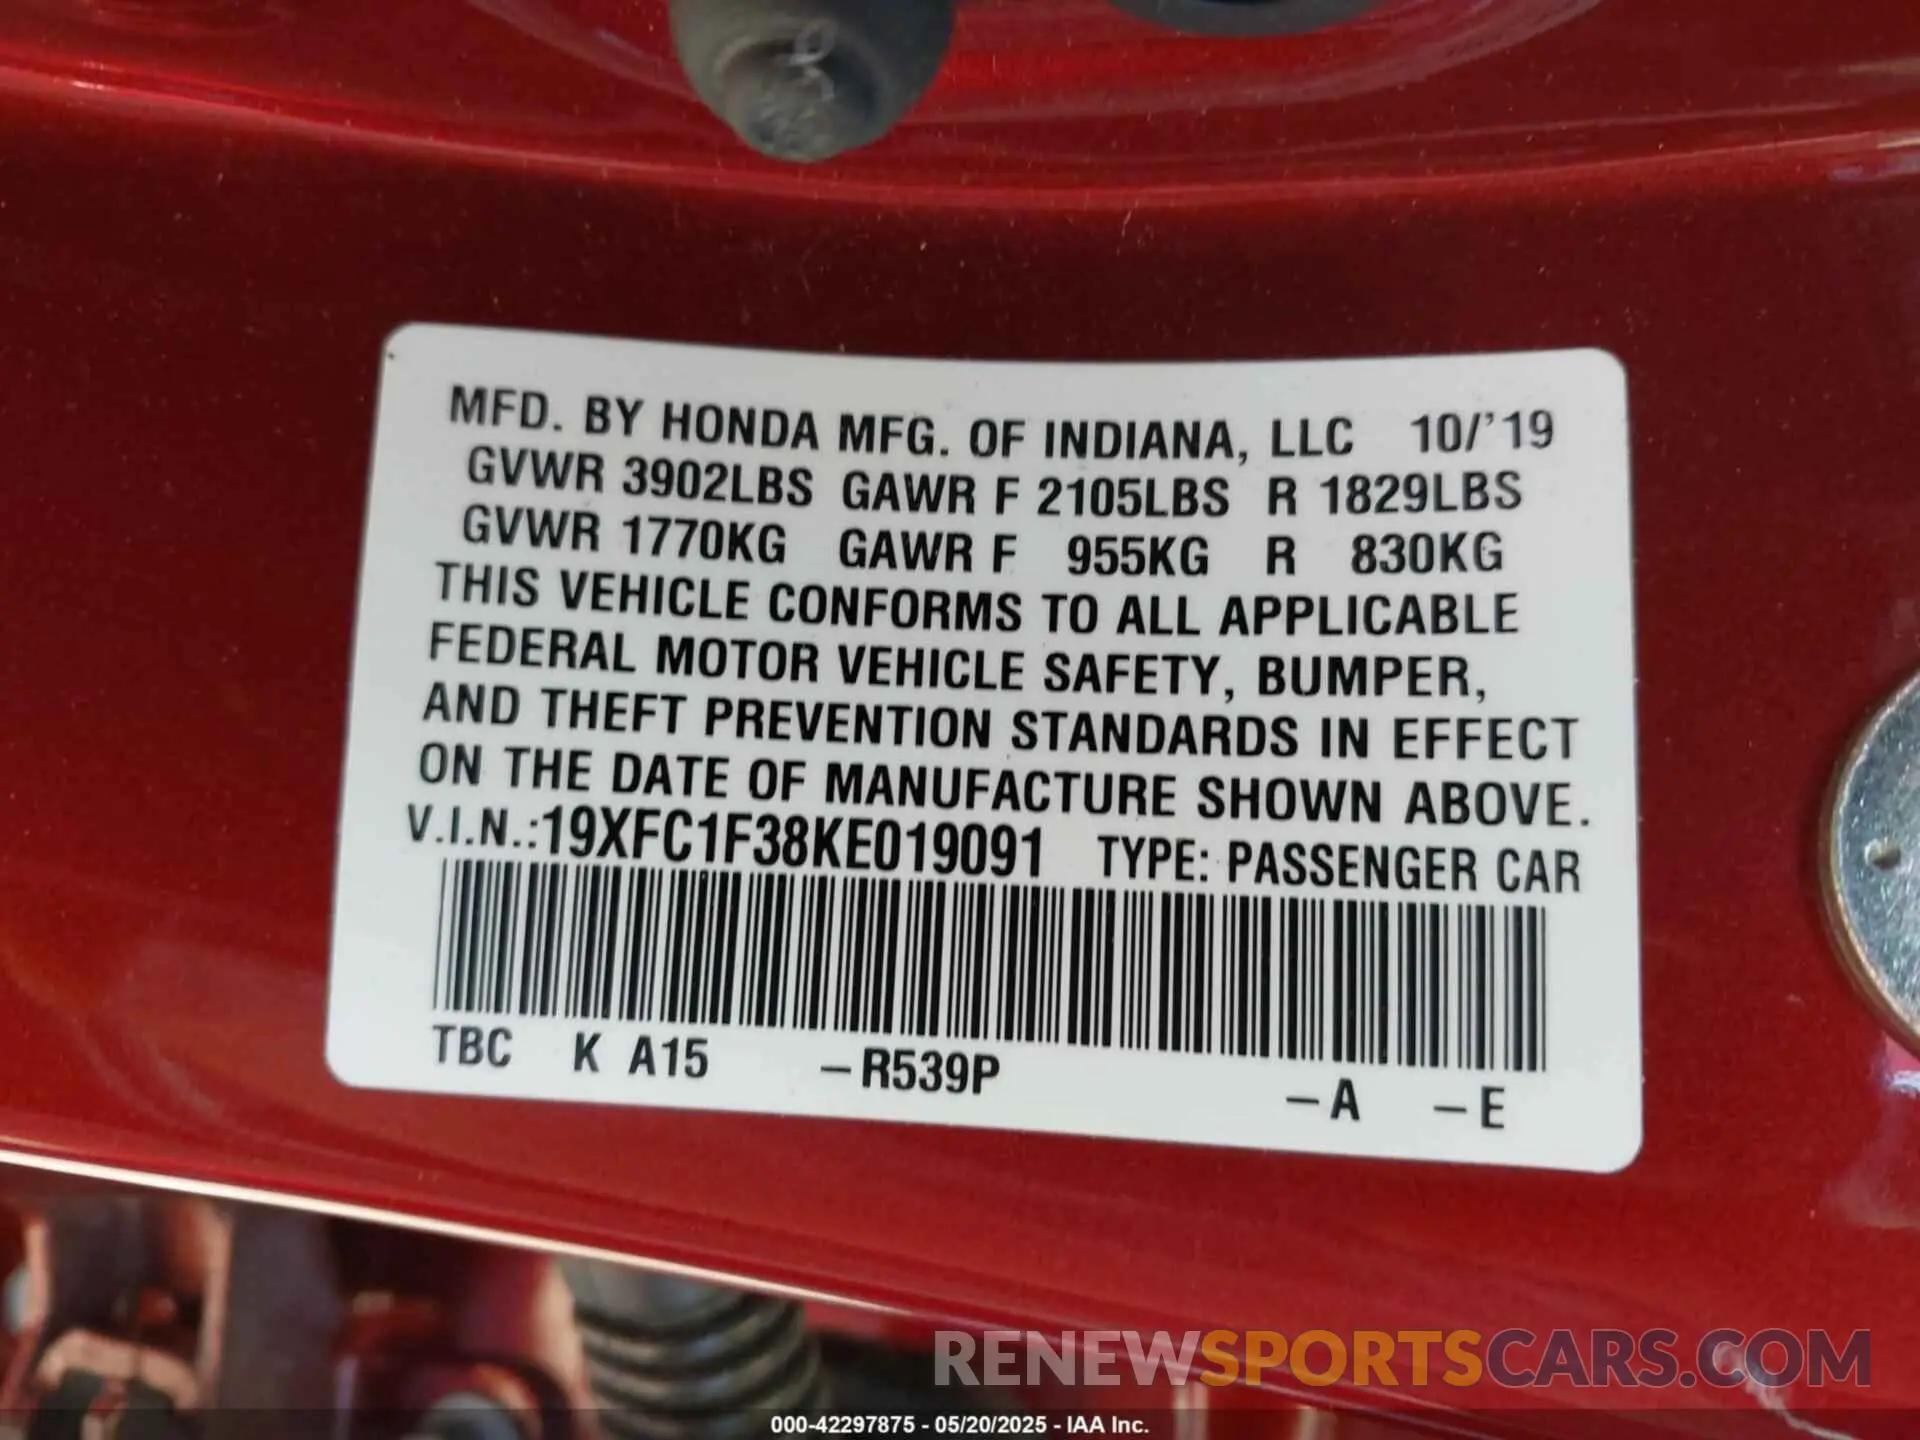 MFD. BY HONDA MFG. OF INDIANA, LLC 10/'19
GVWR 3902LBS GAWR F 2105LBS R 1829LBS
GVWR 1770KG GAWR F 955KG R 830KG
THIS VEHICLE CONFORMS TO ALL APPLICABLE
FEDERAL MOTOR VEHICLE SAFETY, BUMPER,
AND THEFT PREVENTION STANDARDS IN EFFECT
ON THE DATE OF MANUFACTURE SHOWN ABOVE.
V.I.N.:19XFC1F38KE019091 TYPE: PASSENGER CAR
TBC K A15 –R539P –A –E
RENEWSPORTSCARS.COM
000-42297875 - 05/20/2025 - IAA Inc.